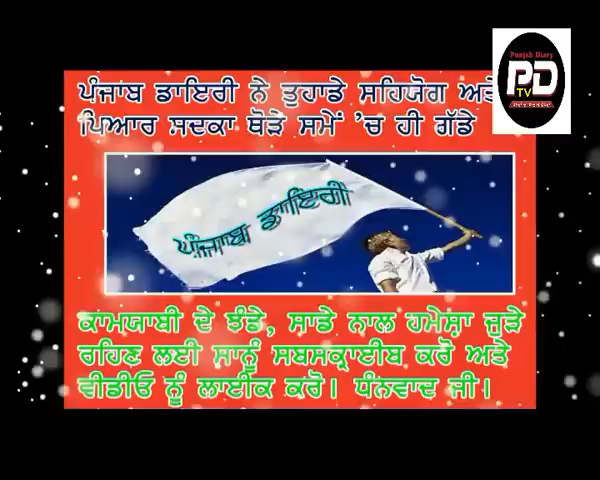 Punjab Diary
PD
TV
ਪੰਜਾਬ ਡਾਇਰੀ ਨੇ ਤੁਹਾਡੇ ਸਹਿਯੋਗ ਅਤੇ
ਪਿਆਰ ਸ਼ਦਕਾ ਥੋੜੇ ਸਮੇਂ 'ਚ ਹੀ ਗੱਡੇ
ਪੰਜਾਬ ਡਾਇਰੀ
ਕਾਮਯਾਬੀ ਦੇ ਝੰਡੇ, ਸਾਡੇ ਨਾਲ ਹਮੇਸ਼ਾ ਜੁੜੇ
ਰਹਿਣ ਲਈ ਸਾਨੂੰ ਸਬਸਕ੍ਰਾਈਬ ਕਰੋ ਅਤੇ
ਵੀਡੀਓ ਨੂੰ ਲਾਈਕ ਕਰੋ। ਧੰਨਵਾਦ ਜੀ।